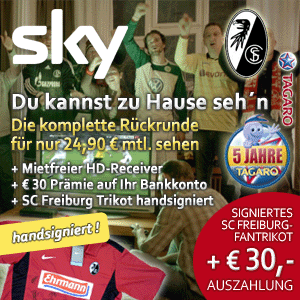 sky
SC
TAGARO
Du kannst zu Hause seh´n
Die komplette Rückrunde
für nur 24,90 € mtl. sehen
+ Mietfreier HD-Receiver
+ € 30 Prämie auf Ihr Bankkonto
+ SC Freiburg Trikot handsigniert
5 JAHRE
TAGARO
handsigniert !
Ehrmann
SIGNIERTES
SC FREIBURG-
FANTRIKOT
+ € 30,-
AUSZAHLUNG